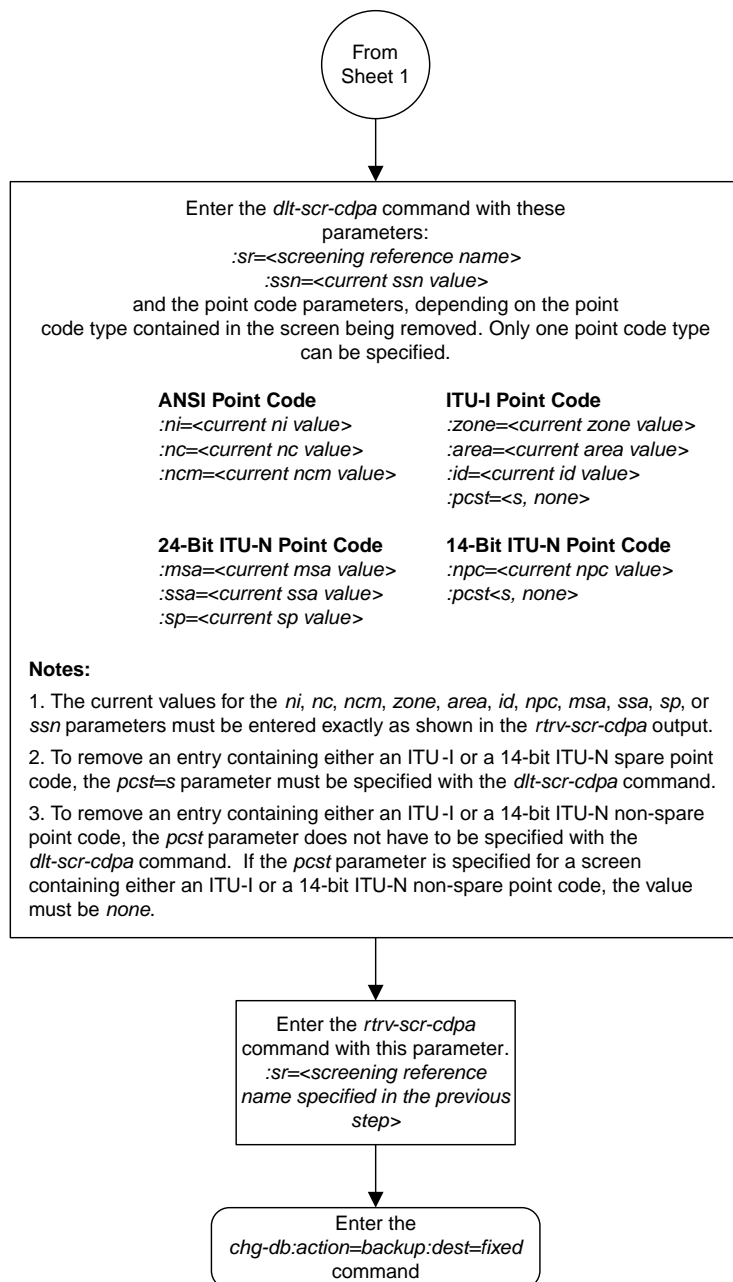 From
Sheet 1
Enter the dlt-scr-cdpa command with these
parameters:
:sr=<screening reference name>
:ssn=<current ssn value>
and the point code parameters, depending on the point
code type contained in the screen being removed. Only one point code type
can be specified.
ANSI Point Code
:ni=<current ni value>
:nc=<current nc value>
:ncm=<current ncm value>
ITU-I Point Code
:zone=<current zone value>
:area=<current area value>
:id=<current id value>
:pcst=<s, none>
24-Bit ITU-N Point Code
:msa=<current msa value>
:ssa=<current ssa value>
:sp=<current sp value>
14-Bit ITU-N Point Code
:npc=<current npc value>
:pcst<s, none>
Notes:
1. The current values for the ni, nc, ncm, zone, area, id, npc, msa, ssa, sp, or
ssn parameters must be entered exactly as shown in the rtrv-scr-cdpa output.
2. To remove an entry containing either an ITU-I or a 14-bit ITU-N spare point
code, the pcst=s parameter must be specified with the dlt-scr-cdpa command.
3. To remove an entry containing either an ITU-I or a 14-bit ITU-N non-spare
point code, the pcst parameter does not have to be specified with the
dlt-scr-cdpa command. If the pcst parameter is specified for a screen
containing either an ITU-I or a 14-bit ITU-N non-spare point code, the value
must be none.
Enter the rtrv-scr-cdpa
command with this parameter.
:sr=<screening reference
name specified in the previous
step>
Enter the
chg-db:action=backup:dest=fixed
command